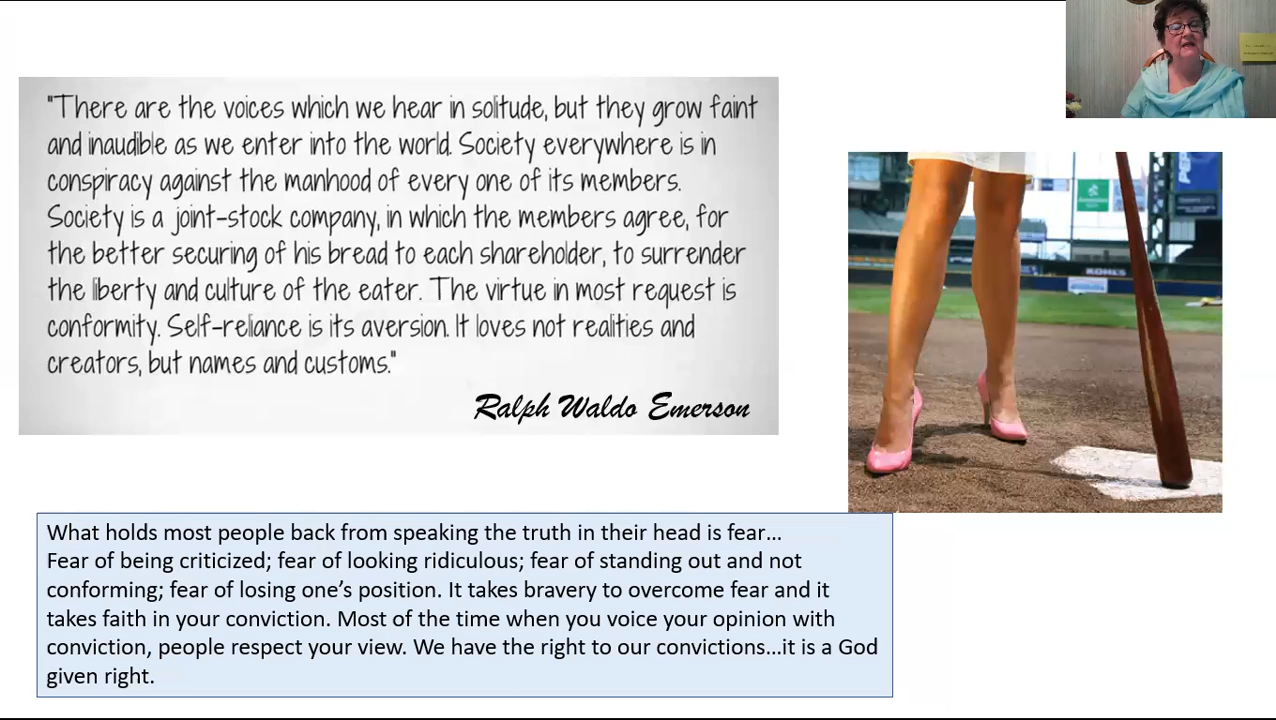 "There are the voices which we hear in solitude, but they grow faint
and inaudible as we enter into the world. Society everywhere is in
conspiracy against the manhood of every one of its members.
Society is a joint-stock company, in which the members agree, for
the better securing of his bread to each shareholder, to surrender
the liberty and culture of the eater. The virtue in most request is
conformity. Self-reliance is its aversion. It loves not realities and
creators, but names and customs."
Ralph Waldo Emerson
KOHL'S
What holds most people back from speaking the truth in their head is fear...
Fear of being criticized; fear of looking ridiculous; fear of standing out and not
conforming; fear of losing one's position. It takes bravery to overcome fear and it
takes faith in your conviction. Most of the time when you voice your opinion with
conviction, people respect your view. We have the right to our convictions...it is a God
given right.